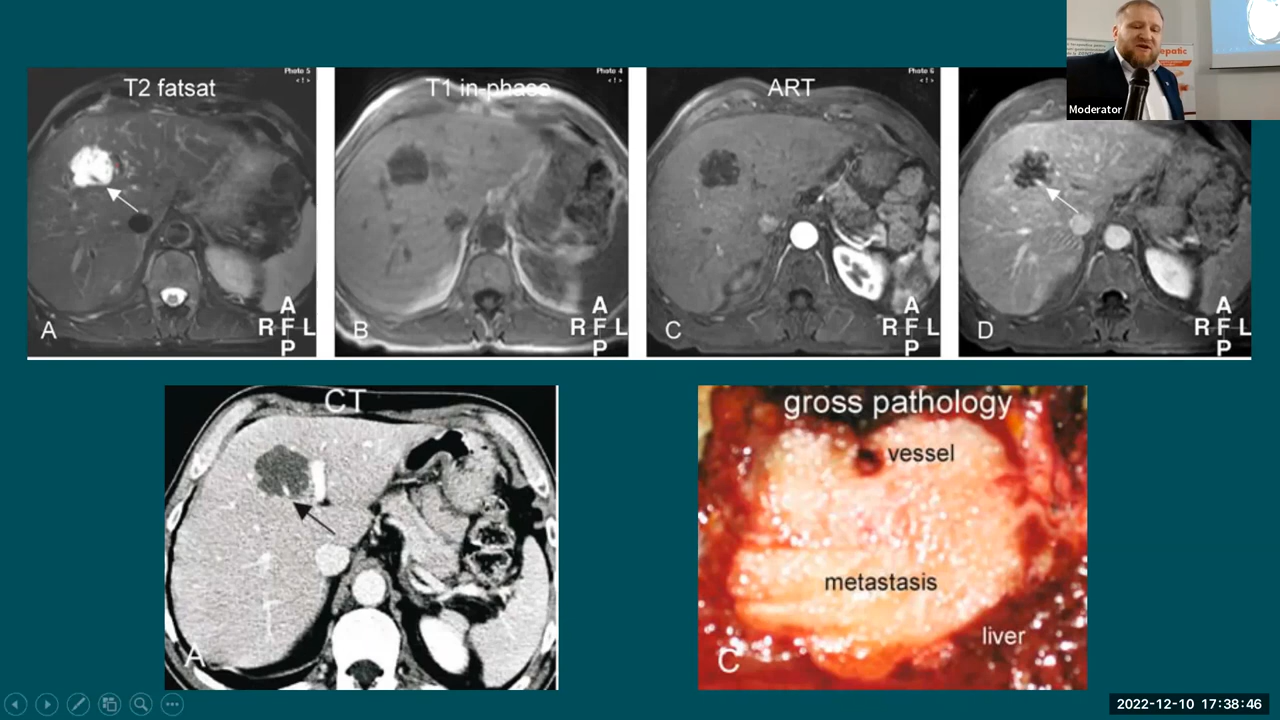 Photo 5
T2 fatsat
A
A
R F L
P
Photo 4
T1 in-phase
B
A
R F L
P
Photo 6
ART
C
A
R F L
P
D
A
R F L
P
epatic
Moderator
CT
A
gross pathology
vessel
metastasis
liver
C
2022-12-10 17:38:46